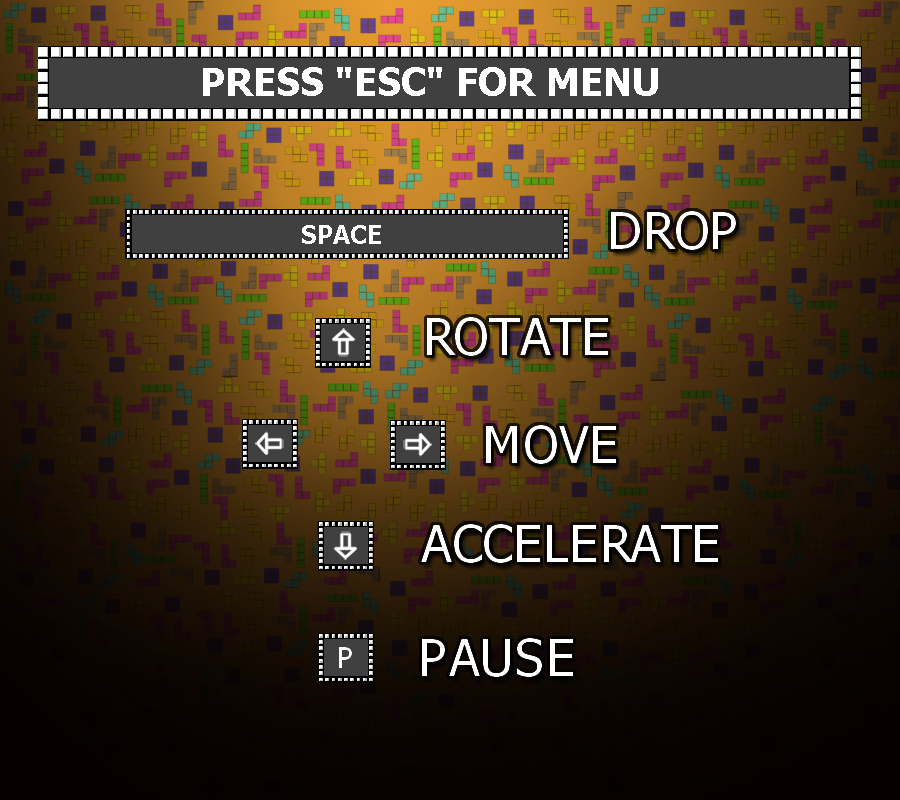 PRESS "ESC" FOR MENU
SPACE DROP
ROTATE
MOVE
ACCELERATE
P PAUSE